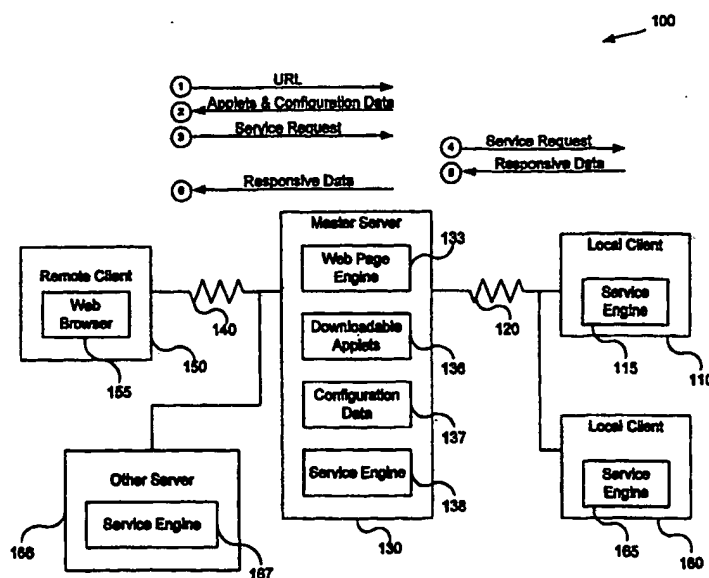 100
1 URL
2 Applets & Configuration Data
3 Service Request
4 Service Request
5 Responsive Data
6 Responsive Data
Master Server
133
Web Page
Engine
Remote Client
Web
Browser
140
150
155
Downloadable
Applets
136
Configuration
Data
137
Service Engine
138
130
120
Local Client
Service
Engine
115
110
Local Client
Service
Engine
165
160
Other Server
Service Engine
166
167